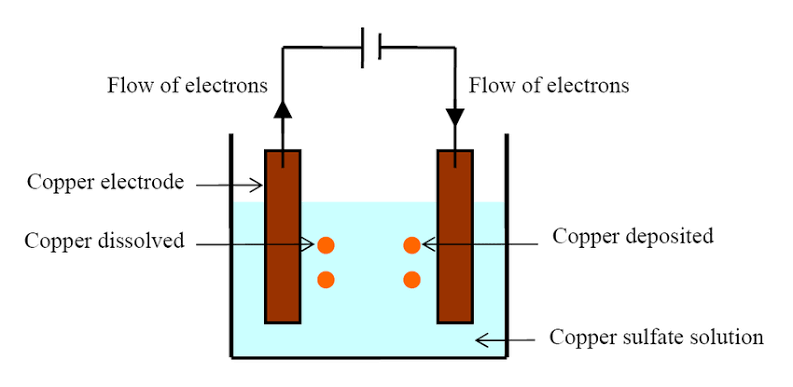 Flow of electrons
Flow of electrons
Copper electrode
Copper dissolved
Copper deposited
Copper sulfate solution